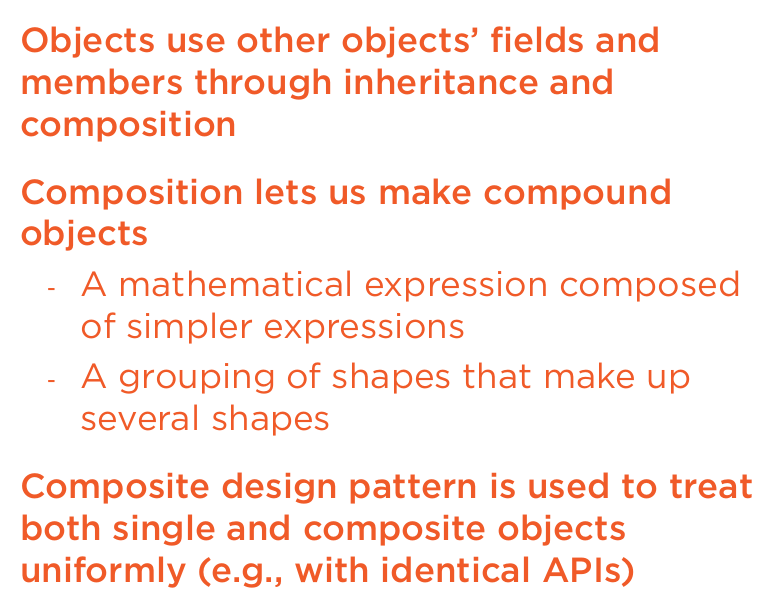 Objects use other objects’ fields and
members through inheritance and
composition
Composition lets us make compound
objects
- A mathematical expression composed
of simpler expressions
- A grouping of shapes that make up
several shapes
Composite design pattern is used to treat
both single and composite objects
uniformly (e.g., with identical APIs)